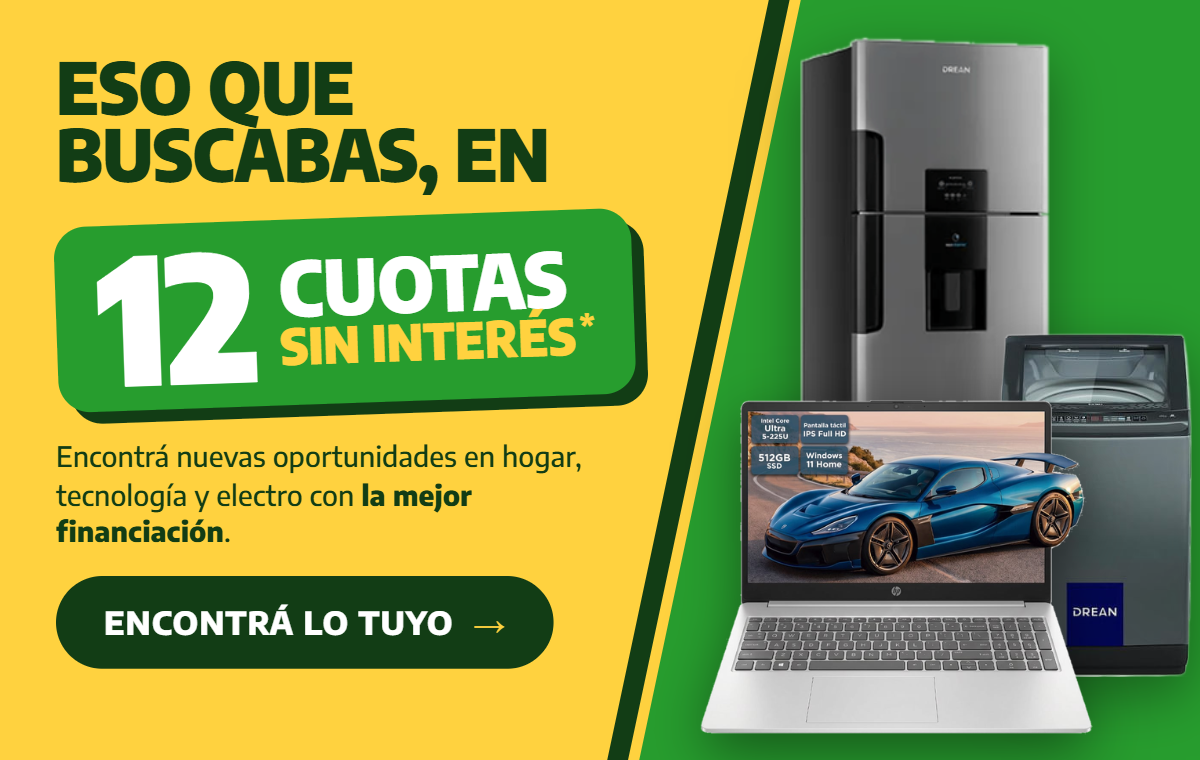 ESO QUE
BUSCABAS, EN
12 CUOTAS
SIN INTERÉS*
Encontrá nuevas oportunidades en hogar,
tecnología y electro con la mejor
financiación.
ENCONTRÁ LO TUYO →
DREAN
Intel Core
Ultra
5-225U
Pantalla táctil
IPS Full HD
512GB
SSD
Windows
11 Home
hp
DREAN